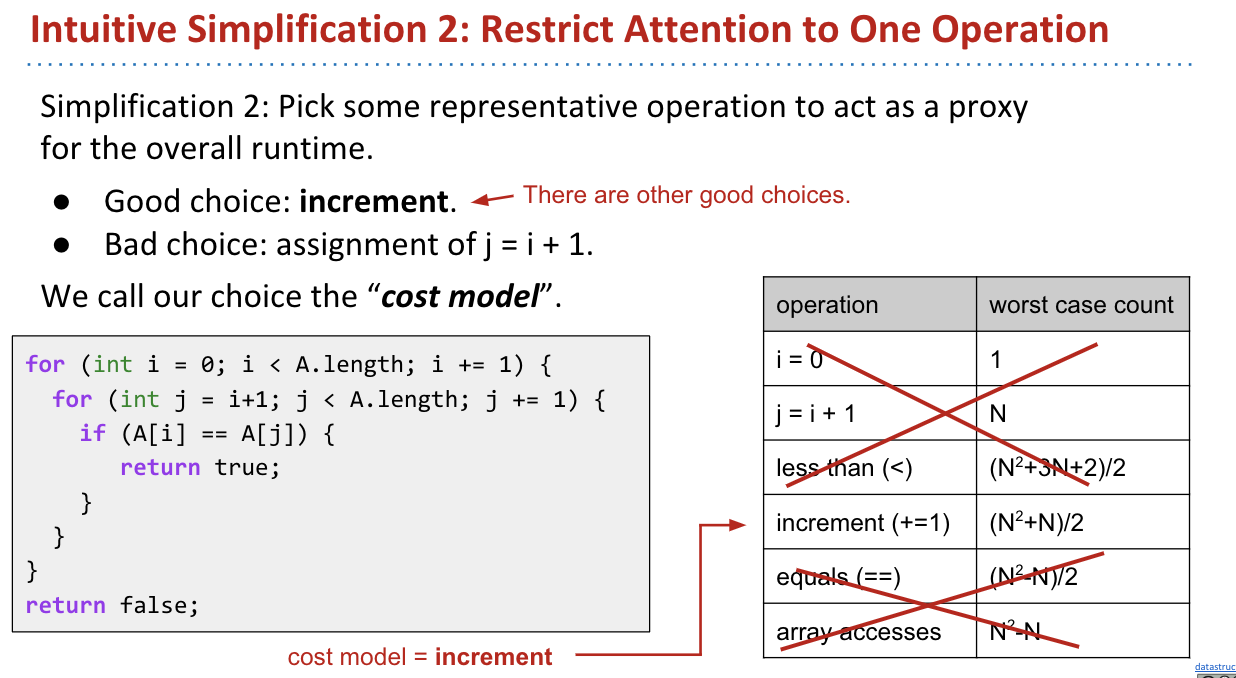 Intuitive Simplification 2: Restrict Attention to One Operation
Simplification 2: Pick some representative operation to act as a proxy
for the overall runtime.
● Good choice: increment.
There are other good choices.
● Bad choice: assignment of j = i + 1.
We call our choice the “cost model”.
for (int i = 0; i < A.length; i += 1) {
  for (int j = i+1; j < A.length; j += 1) {
    if (A[i] == A[j]) {
       return true;
    }
  }
}
return false;
cost model = increment
operation worst case count
i = 0 1
j = i + 1 N
less than (<) (N²+3N+2)/2
increment (+=1) (N²+N)/2
equals (==) (N²-N)/2
array accesses N²-N
datastruc